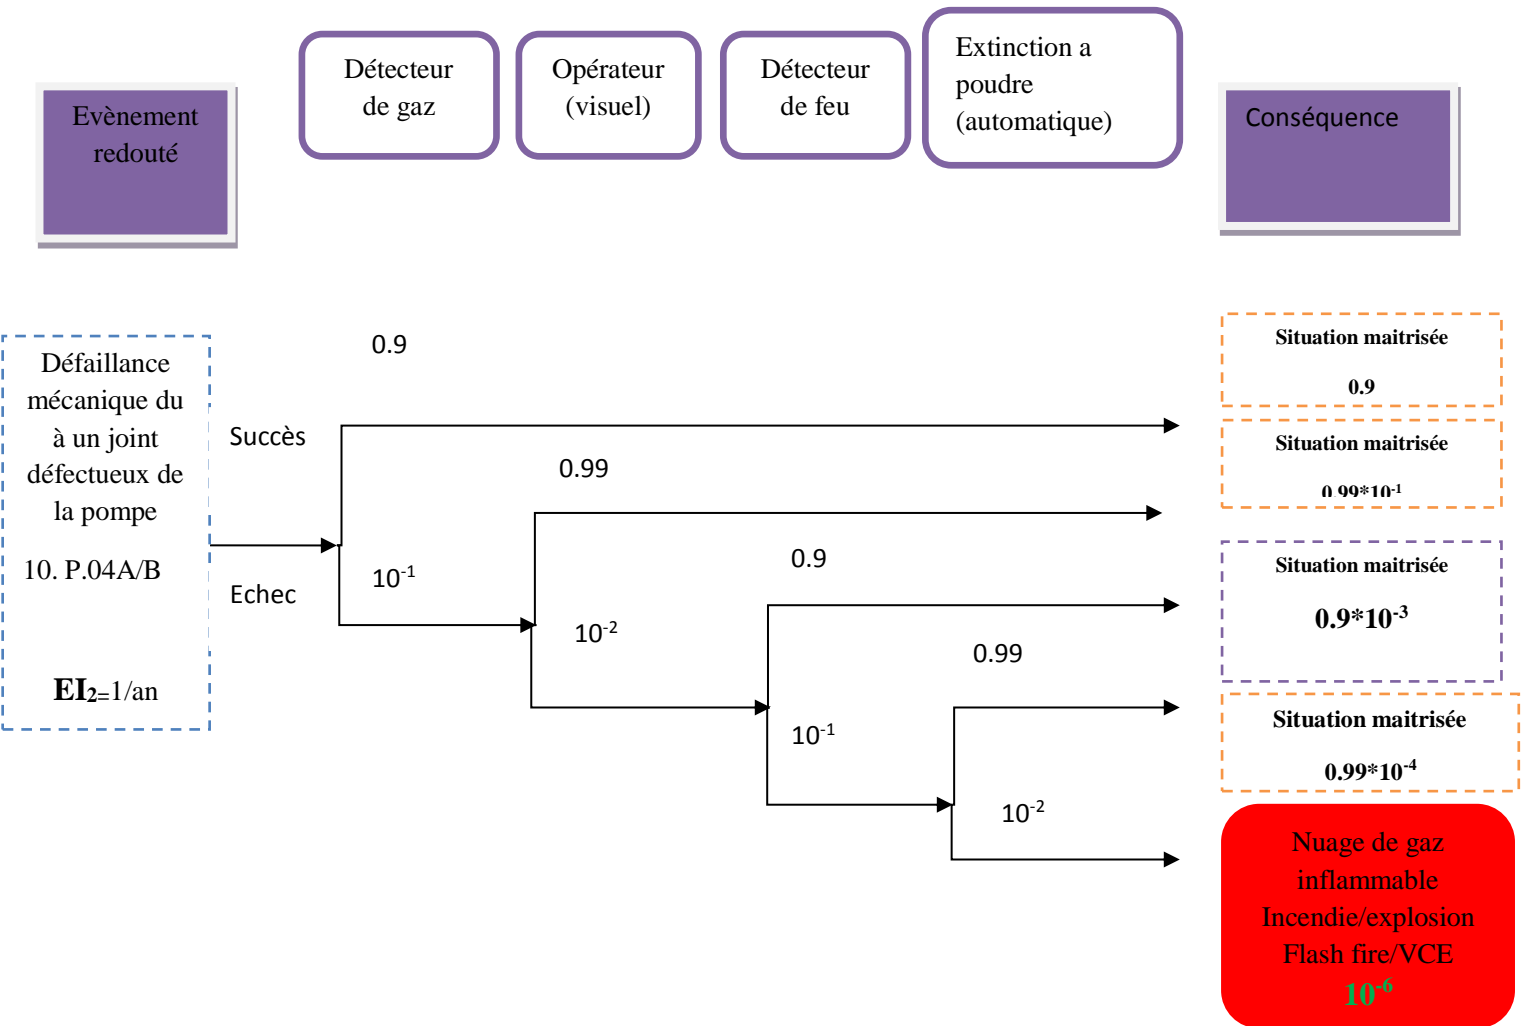 Evènement
redouté
Détecteur
de gaz
Opérateur
(visuel)
Détecteur
de feu
Extinction a
poudre
(automatique)
Conséquence
Défaillance
mécanique du
à un joint
défectueux de
la pompe
10. P.04A/B
EI₂=1/an
Succès
Echec
0.9
10⁻¹
0.99
10⁻²
0.9
10⁻¹
0.99
10⁻²
Situation maitrisée
0.9
Situation maitrisée
0.99*10⁻¹
Situation maitrisée
0.9*10⁻³
Situation maitrisée
0.99*10⁻⁴
Nuage de gaz
inflammable
Incendie/explosion
Flash fire/VCE
10⁻⁶